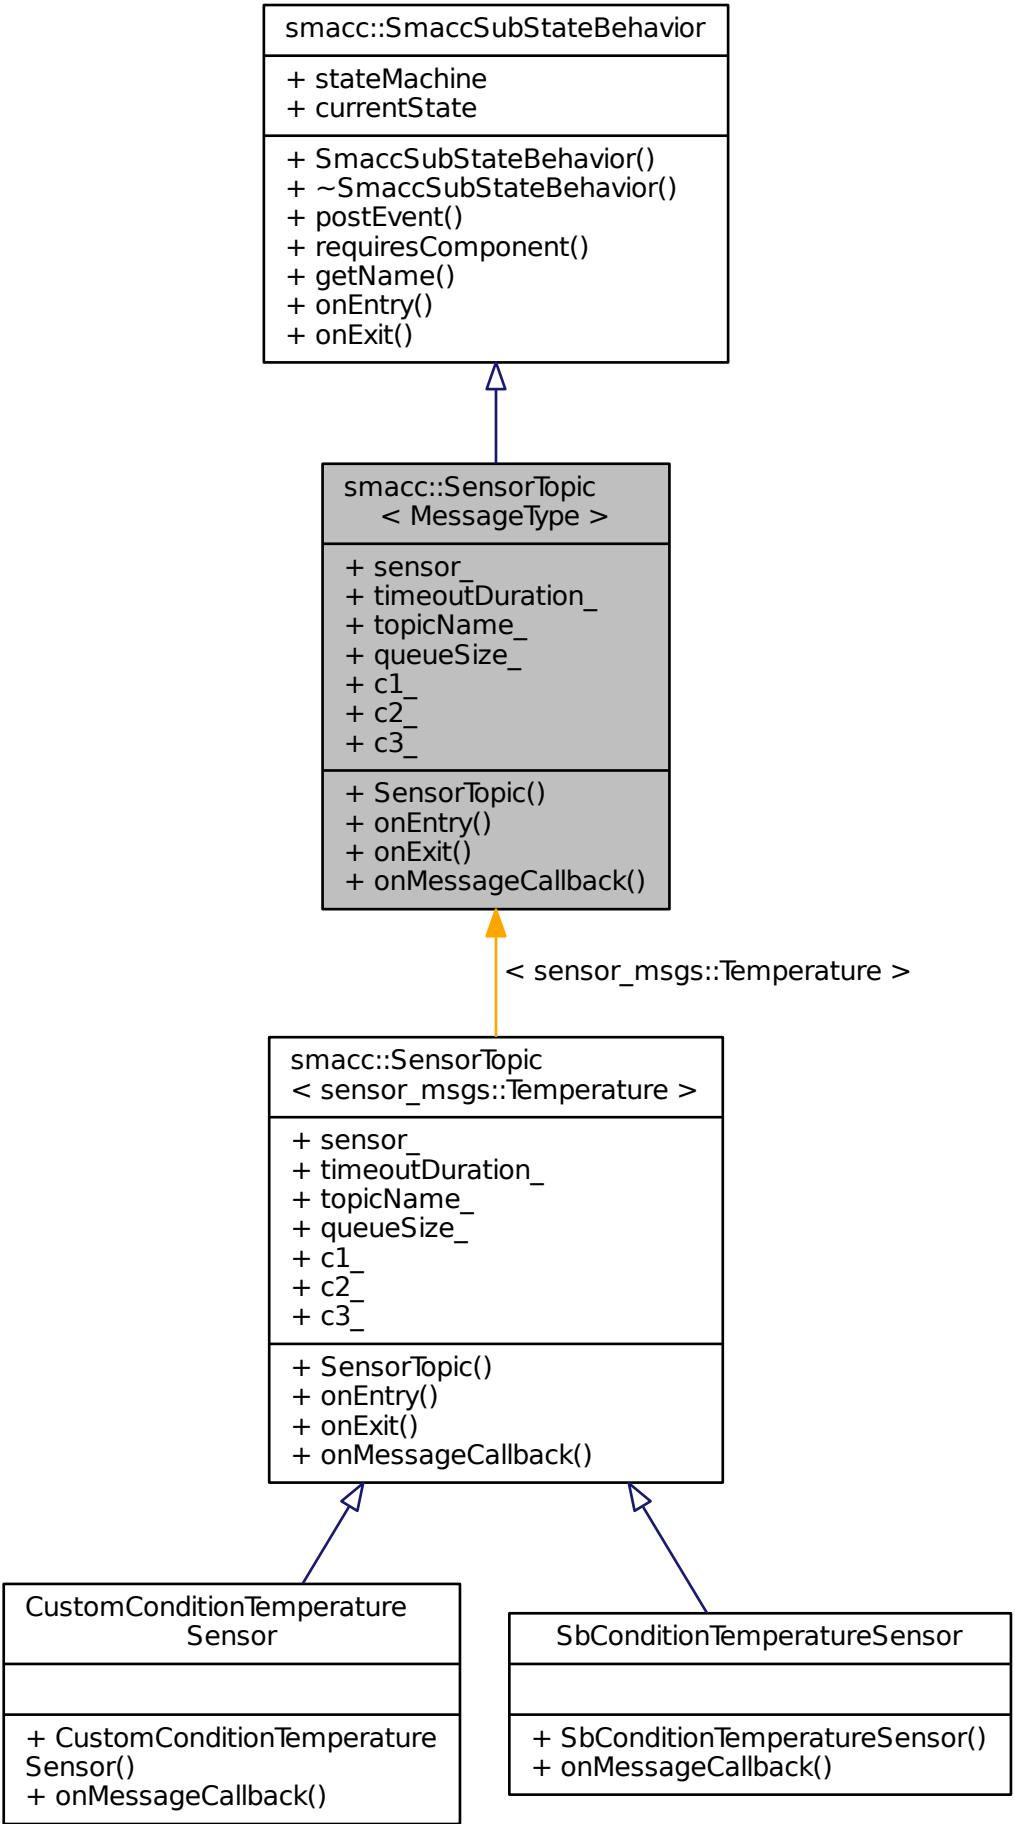 smacc::SmaccSubStateBehavior
+ stateMachine
+ currentState
+ SmaccSubStateBehavior()
+ ~SmaccSubStateBehavior()
+ postEvent()
+ requiresComponent()
+ getName()
+ onEntry()
+ onExit()
smacc::SensorTopic
< MessageType >
+ sensor_
+ timeoutDuration_
+ topicName_
+ queueSize_
+ c1_
+ c2_
+ c3_
+ SensorTopic()
+ onEntry()
+ onExit()
+ onMessageCallback()
< sensor_msgs::Temperature >
smacc::SensorTopic
< sensor_msgs::Temperature >
+ sensor_
+ timeoutDuration_
+ topicName_
+ queueSize_
+ c1_
+ c2_
+ c3_
+ SensorTopic()
+ onEntry()
+ onExit()
+ onMessageCallback()
CustomConditionTemperature
Sensor
+ CustomConditionTemperature
Sensor()
+ onMessageCallback()
SbConditionTemperatureSensor
+ SbConditionTemperatureSensor()
+ onMessageCallback()